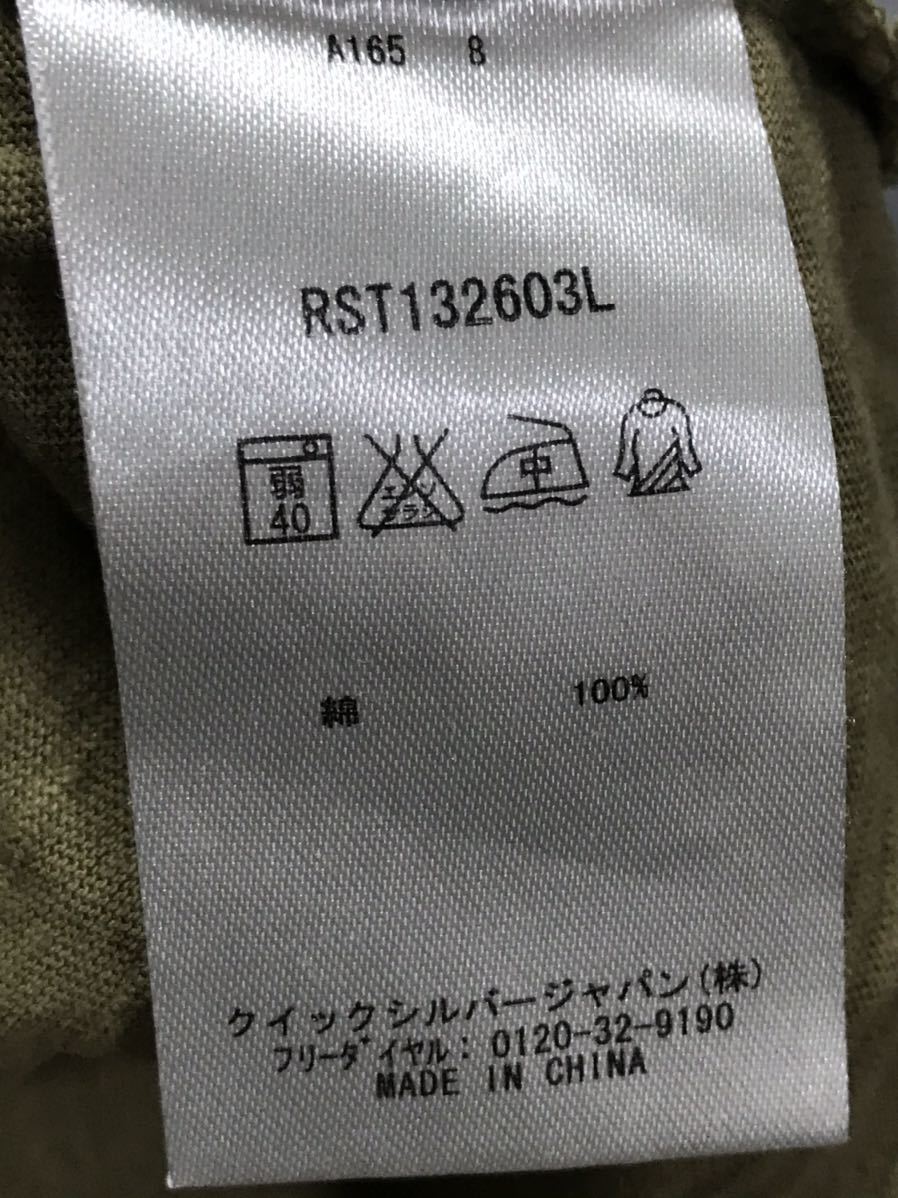 A165 8
RST132603L
弱 エンソ 中
40 サラシ
綿 100%
クイックシルバージャパン(株)
フリーダイヤル: 0120-32-9190
MADE IN CHINA